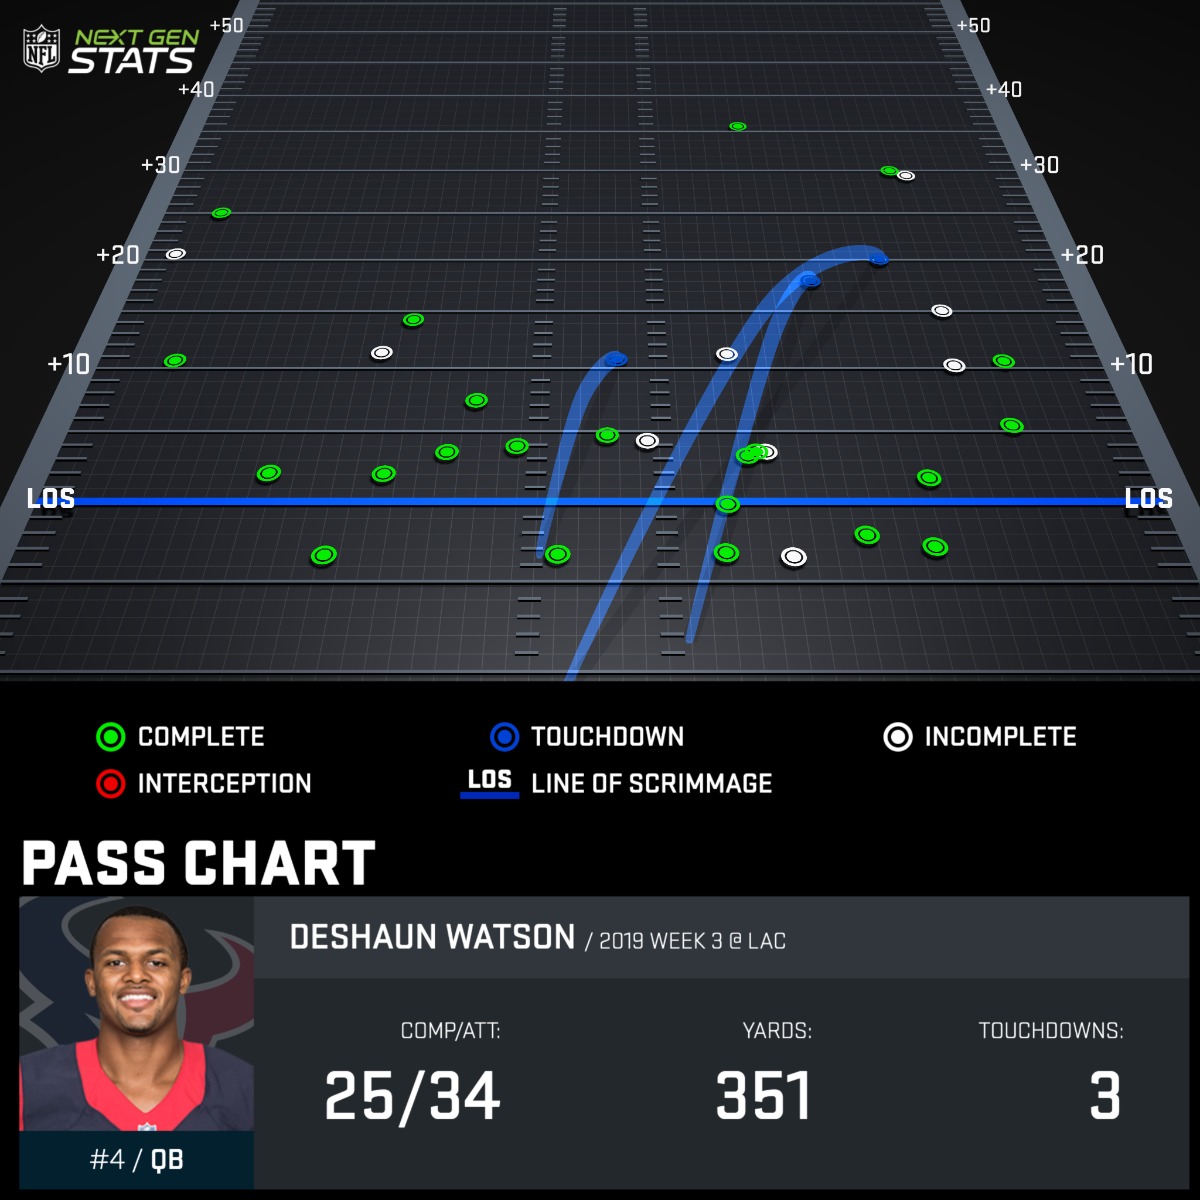 NFL
NEXT GEN
STATS
+50 +50
+40 +40
+30 +30
+20 +20
+10 +10
LOS LOS
COMPLETE TOUCHDOWN INCOMPLETE
INTERCEPTION LOS LINE OF SCRIMMAGE
PASS CHART
DESHAUN WATSON / 2019 WEEK 3 @ LAC
COMP/ATT: YARDS: TOUCHDOWNS:
25/34 351 3
#4 / QB